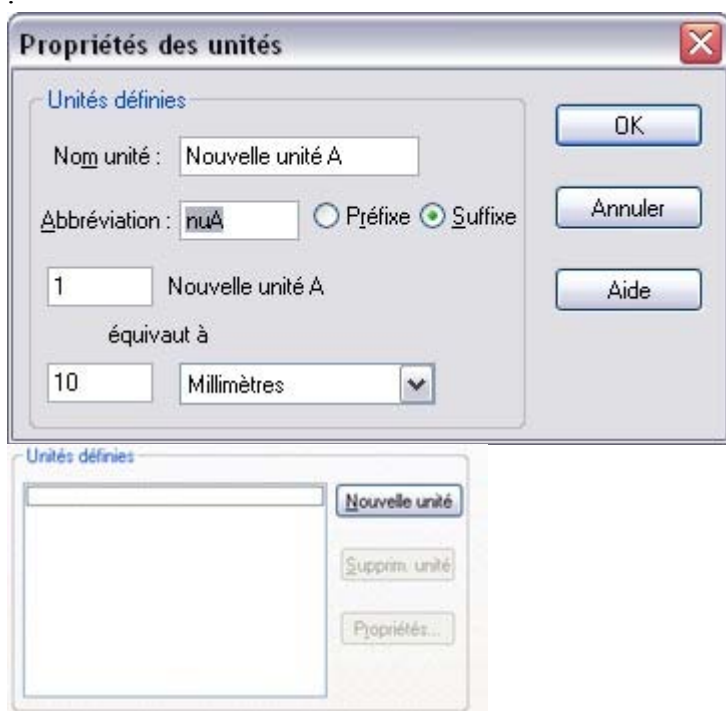 :
Propriétés des unités
Unités définies
Nom unité : Nouvelle unité A
OK
Abbréviation : nuA Préfixe Suffixe
Annuler
1 Nouvelle unité A
Aide
équivaut à
10 Millimètres
Unités définies
Nouvelle unité
Supprim. unité
Propriétés...